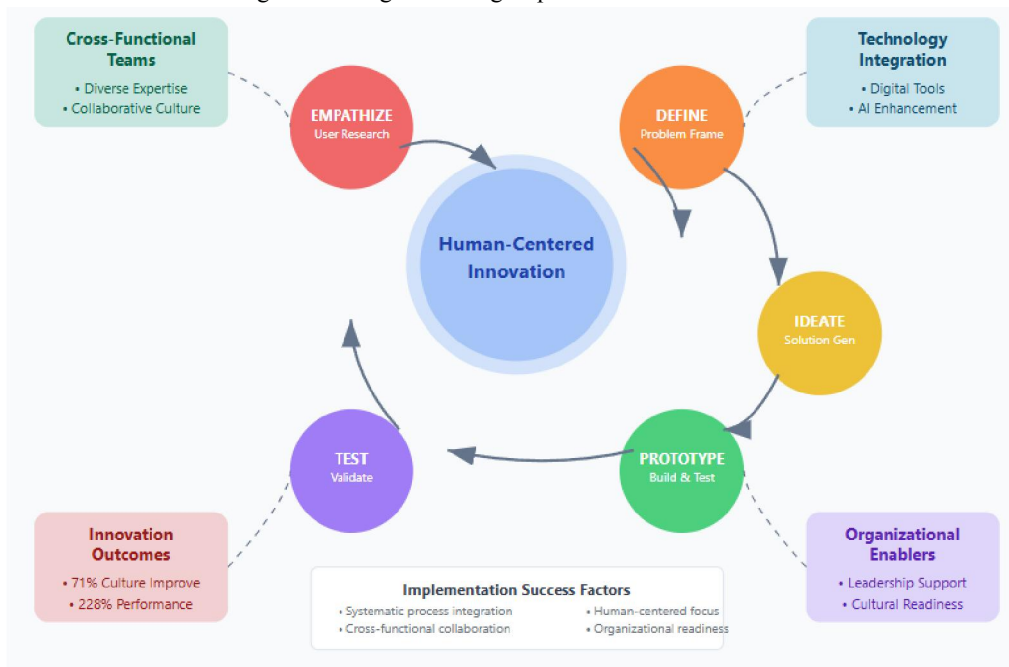 Cross-Functional
Teams
• Diverse Expertise
• Collaborative Culture
Technology
Integration
• Digital Tools
• AI Enhancement
EMPATHIZE
User Research
DEFINE
Problem Frame
Human-Centered
Innovation
IDEATE
Solution Gen
TEST
Validate
PROTOTYPE
Build & Test
Innovation
Outcomes
• 71% Culture Improve
• 228% Performance
Organizational
Enablers
• Leadership Support
• Cultural Readiness
Implementation Success Factors
• Systematic process integration
• Human-centered focus
• Cross-functional collaboration
• Organizational readiness